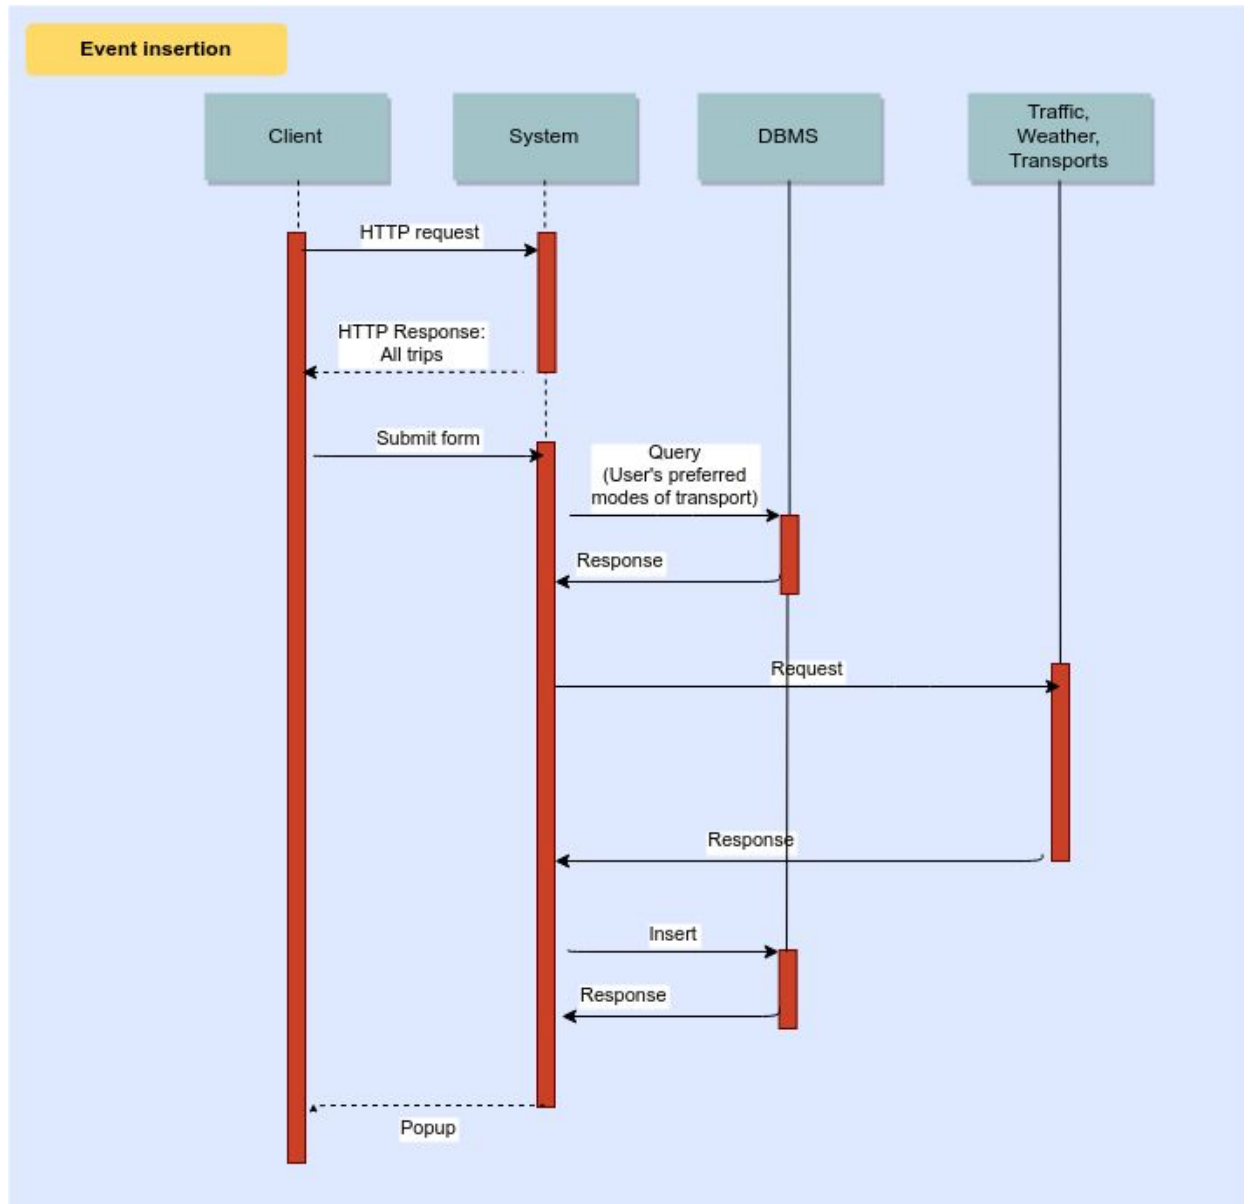 Event insertion
Client
System
DBMS
Traffic,
Weather,
Transports
HTTP request
HTTP Response:
All trips
Submit form
Query
(User's preferred
modes of transport)
Response
Request
Response
Insert
Response
Popup